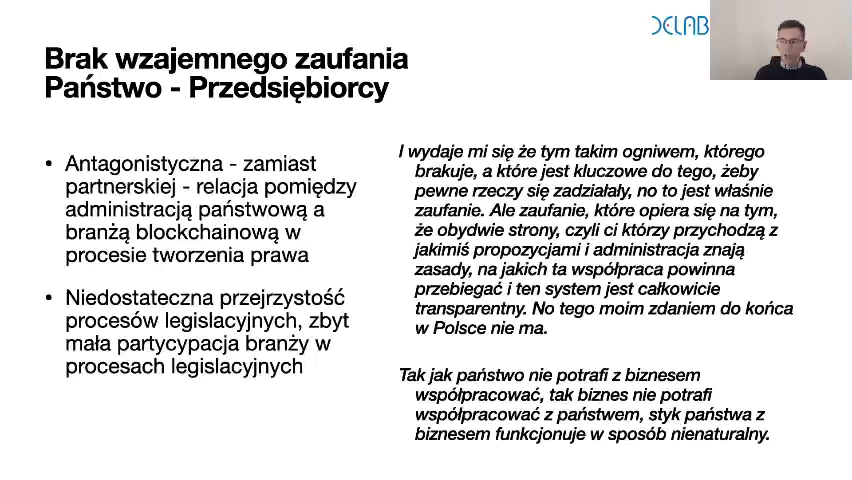 DELAB
Brak wzajemnego zaufania
Państwo - Przedsiębiorcy
• Antagonistyczna - zamiast
partnerskiej - relacja pomiędzy
administracją państwową a
branżą blockchainową w
procesie tworzenia prawa
• Niedostateczna przejrzystość
procesów legislacyjnych, zbyt
mała partycypacja branży w
procesach legislacyjnych
I wydaje mi się że tym takim ogniwem, którego
brakuje, a które jest kluczowe do tego, żeby
pewne rzeczy się zadziałały, no to jest właśnie
zaufanie. Ale zaufanie, które opiera się na tym,
że obydwie strony, czyli ci którzy przychodzą z
jakimiś propozycjami i administracja znają
zasady, na jakich ta współpraca powinna
przebiegać i ten system jest całkowicie
transparentny. No tego moim zdaniem do końca
w Polsce nie ma.
Tak jak państwo nie potrafi z biznesem
współpracować, tak biznes nie potrafi
współpracować z państwem, styk państwa z
biznesem funkcjonuje w sposób nienaturalny.